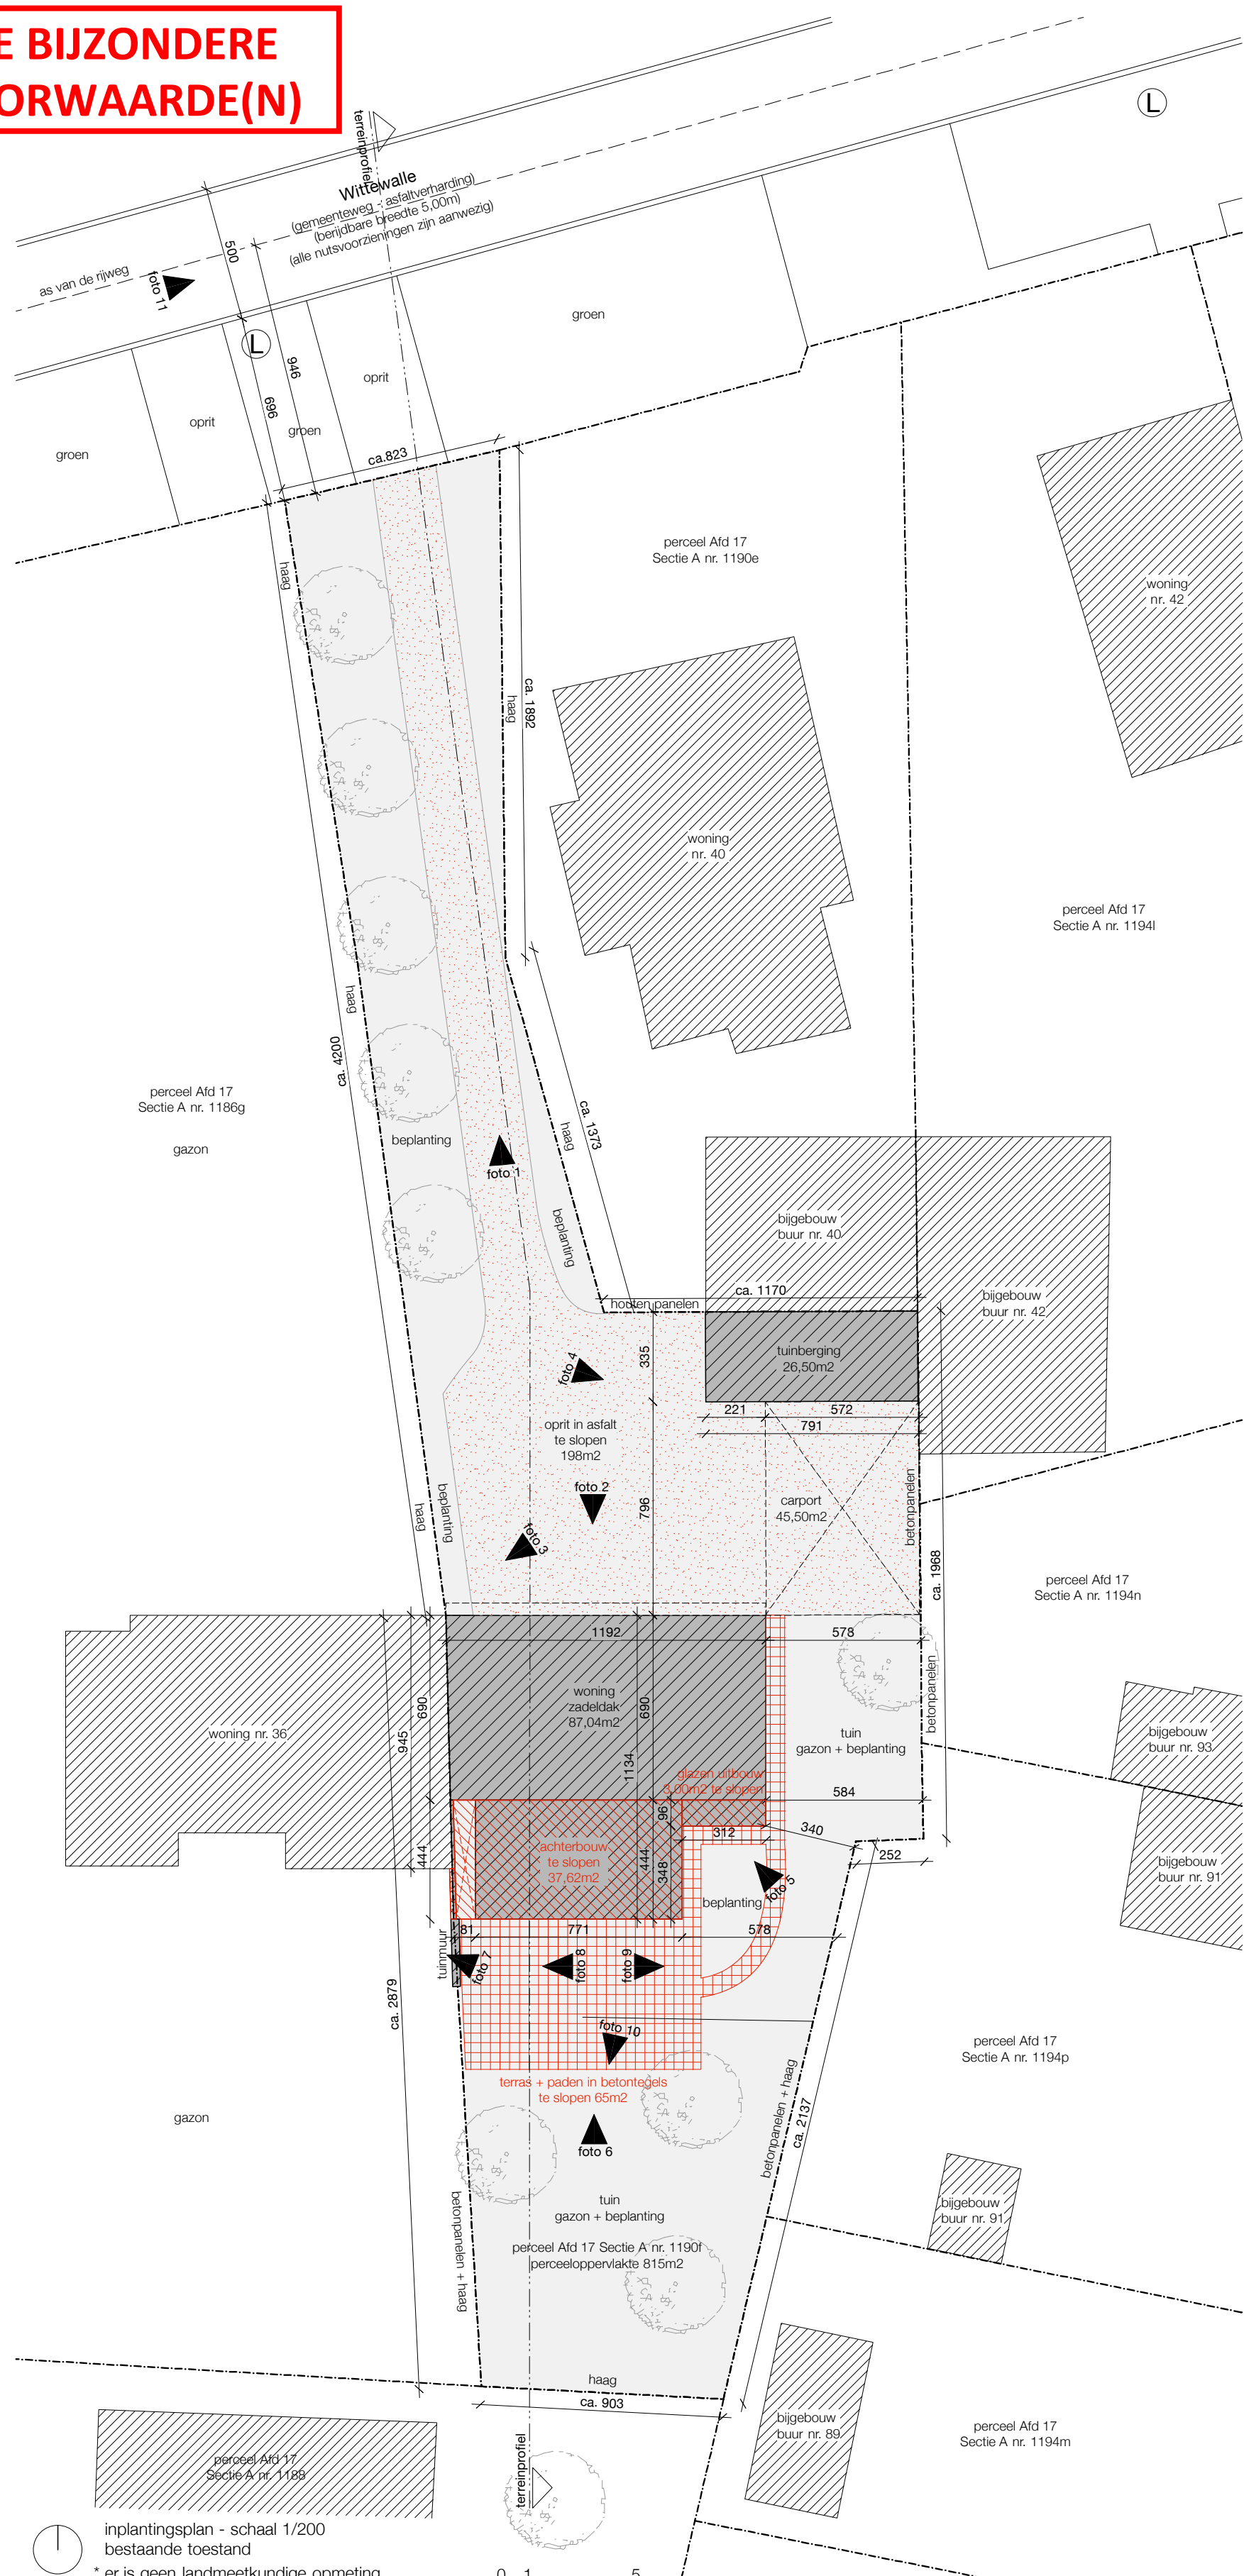 E BIJZONDERE
ORWAARDE(N)
L
terreinprofiel
Wittewalle
(gemeenteweg - asfaltverharding)
(berijdbare breedte 5,00m)
(alle nutsvoorzieningen zijn aanwezig)
500
as van de rijweg
foto 11
groen
L
946
oprit
696
oprit
groen
groen
ca.823
haag
perceel Afd 17
Sectie A nr. 1190e
woning
nr. 42
ca. 1892
haag
woning
nr. 40
perceel Afd 17
Sectie A nr. 1194l
haag
ca. 4200
perceel Afd 17
Sectie A nr. 1186g
gazon
beplanting
ca. 1373
haag
foto 1
beplanting
bijgebouw
buur nr. 40
ca. 1170
houten panelen
bijgebouw
buur nr. 42
335
tuinberging
26,50m2
foto 4
221
572
791
oprit in asfalt
te slopen
198m2
foto 2
796
carport
45,50m2
betonpanelen
beplanting
haag
foto 3
ca. 1968
perceel Afd 17
Sectie A nr. 1194n
1192
578
woning
zadeldak
87,04m2
690
690
945
woning nr. 36
betonpanelen
tuin
gazon + beplanting
bijgebouw
buur nr. 93
1134
glazen uitbouw
3,00m2 te slopen
584
96
312
340
444
achterbouw
te slopen
37,62m2
444
348
252
bijgebouw
buur nr. 91
foto 5
beplanting
81
771
578
tuinmuur
foto 7
foto 8
foto 9
ca. 2879
foto 10
perceel Afd 17
Sectie A nr. 1194p
terras + paden in betontegels
te slopen 65m2
betonpanelen + haag
ca. 2137
gazon
foto 6
tuin
gazon + beplanting
bijgebouw
buur nr. 91
betonpanelen + haag
perceel Afd 17 Sectie A nr. 1190f
perceeloppervlakte 815m2
haag
ca. 903
bijgebouw
buur nr. 89
perceel Afd 17
Sectie A nr. 1194m
perceel Afd 17
Sectie A nr. 1188
terreinprofiel
inplantingsplan - schaal 1/200
bestaande toestand
* er is geen landmeetkundige opmeting
0 1 5